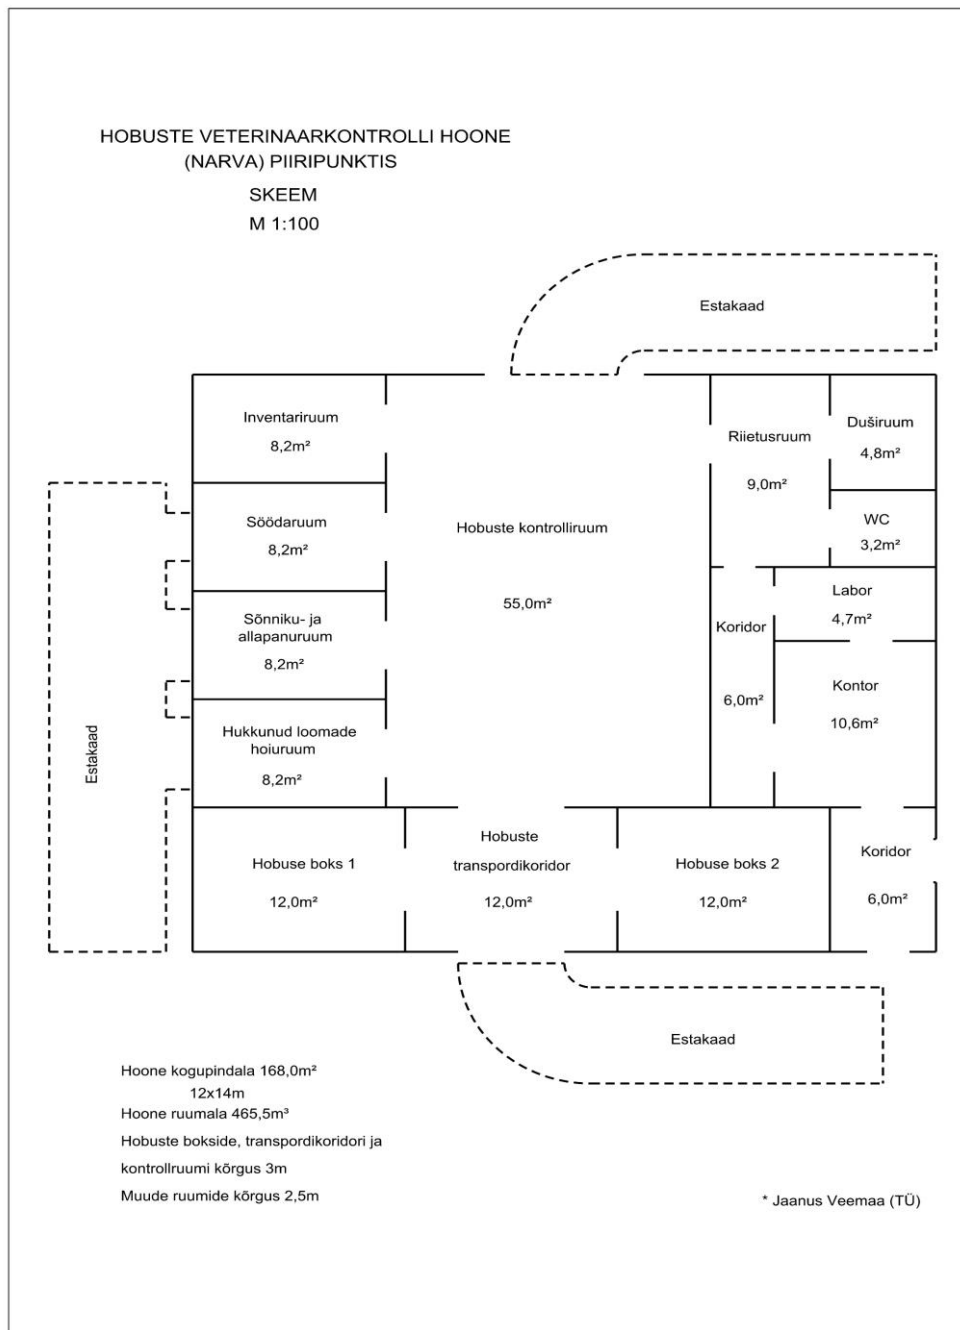 HOBUSTE VETERINAARKONTROLLI HOONE
(NARVA) PIIRIPUNKTIS
SKEEM
M 1:100
Estakaad
Inventariruum
8,2m²
Söödaruum
8,2m²
Sõnniku- ja
allapanuruum
8,2m²
Hukkunud loomade
hoiuruum
8,2m²
Estakaad
Hobuste kontrolliruum
55,0m²
Riietusruum
9,0m²
Duširuum
4,8m²
WC
3,2m²
Labor
4,7m²
Koridor
6,0m²
Kontor
10,6m²
Hobuse boks 1
12,0m²
Hobuste
transpordikoridor
12,0m²
Hobuse boks 2
12,0m²
Koridor
6,0m²
Estakaad
Hoone kogupindala 168,0m²
12x14m
Hoone ruumala 465,5m³
Hobuste bokside, transpordikoridori ja
kontrollruumi kõrgus 3m
Muude ruumide kõrgus 2,5m
* Jaanus Veemaa (TÜ)